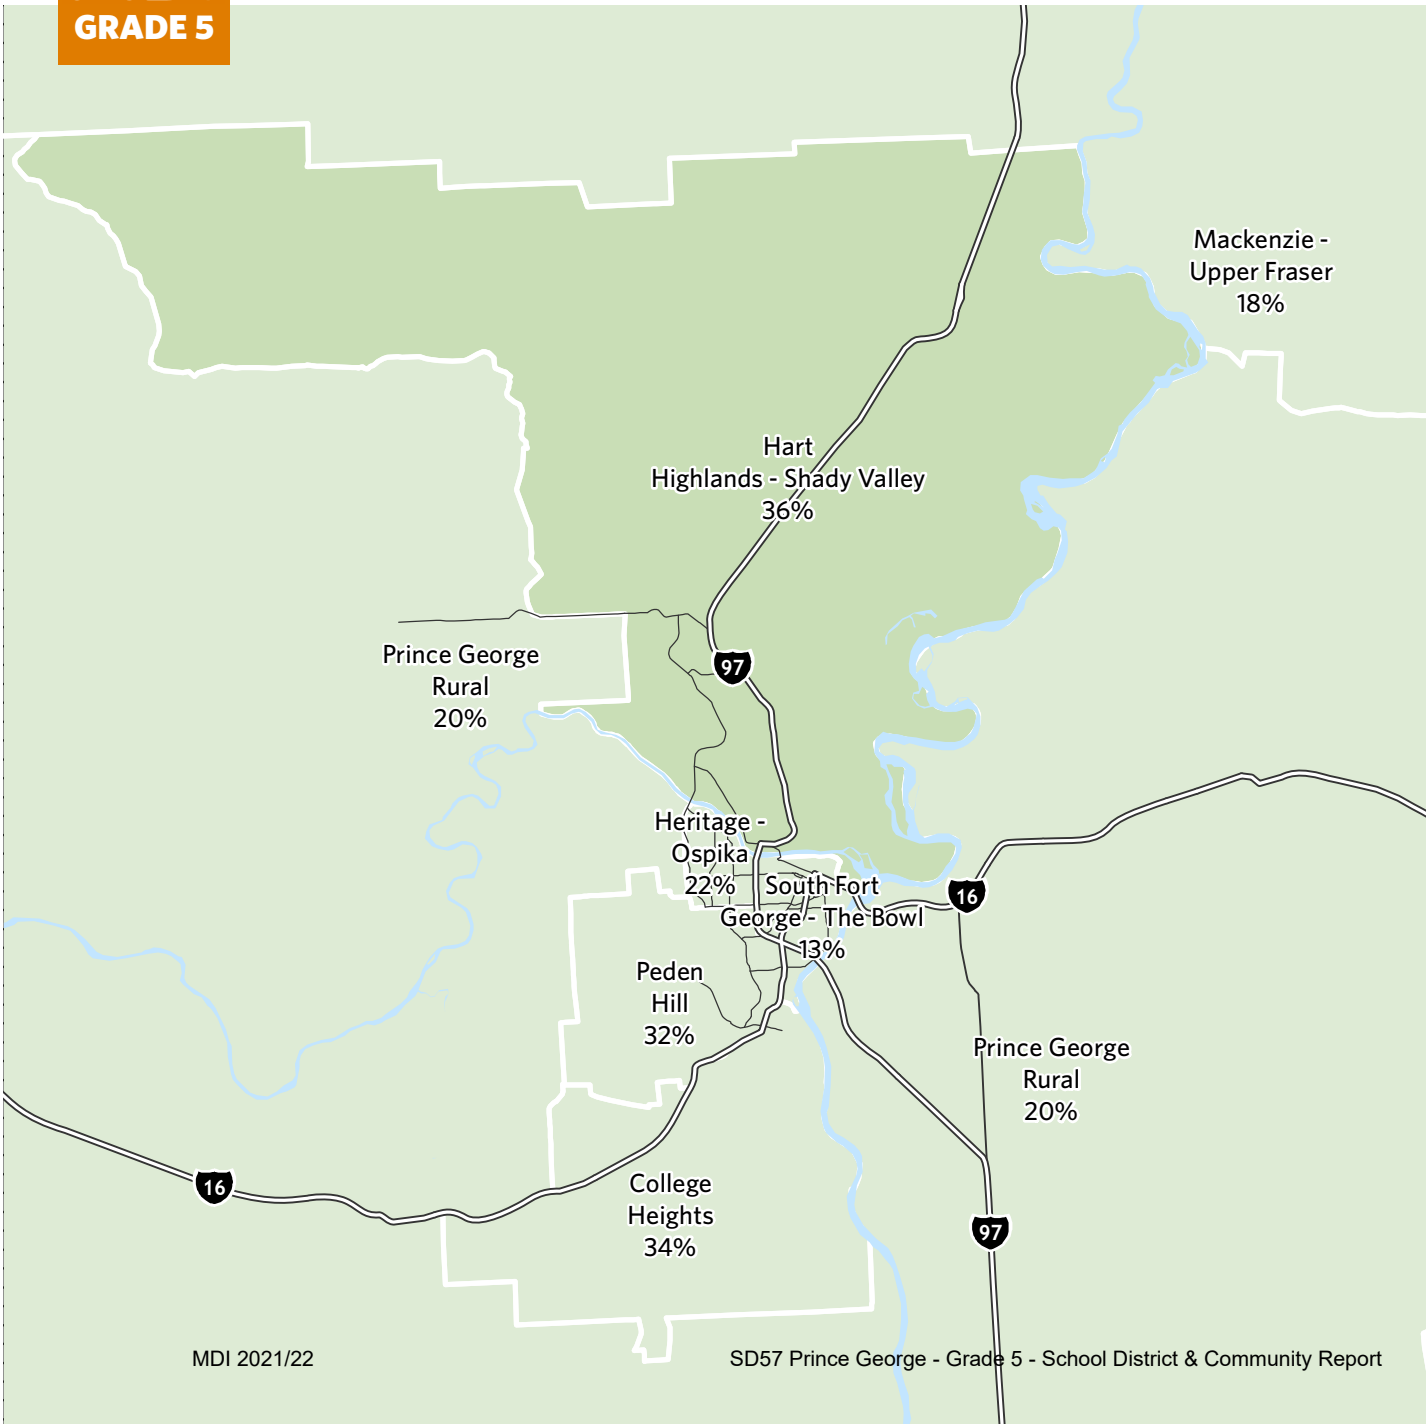 GRADE 5
Mackenzie -
Upper Fraser
18%
Hart
Highlands - Shady Valley
36%
Prince George
Rural
20%
97
Heritage -
Ospika
22%
South Fort
George - The Bowl
13%
16
Peden
Hill
32%
Prince George
Rural
20%
16
College
Heights
34%
97
MDI 2021/22
SD57 Prince George - Grade 5 - School District & Community Report